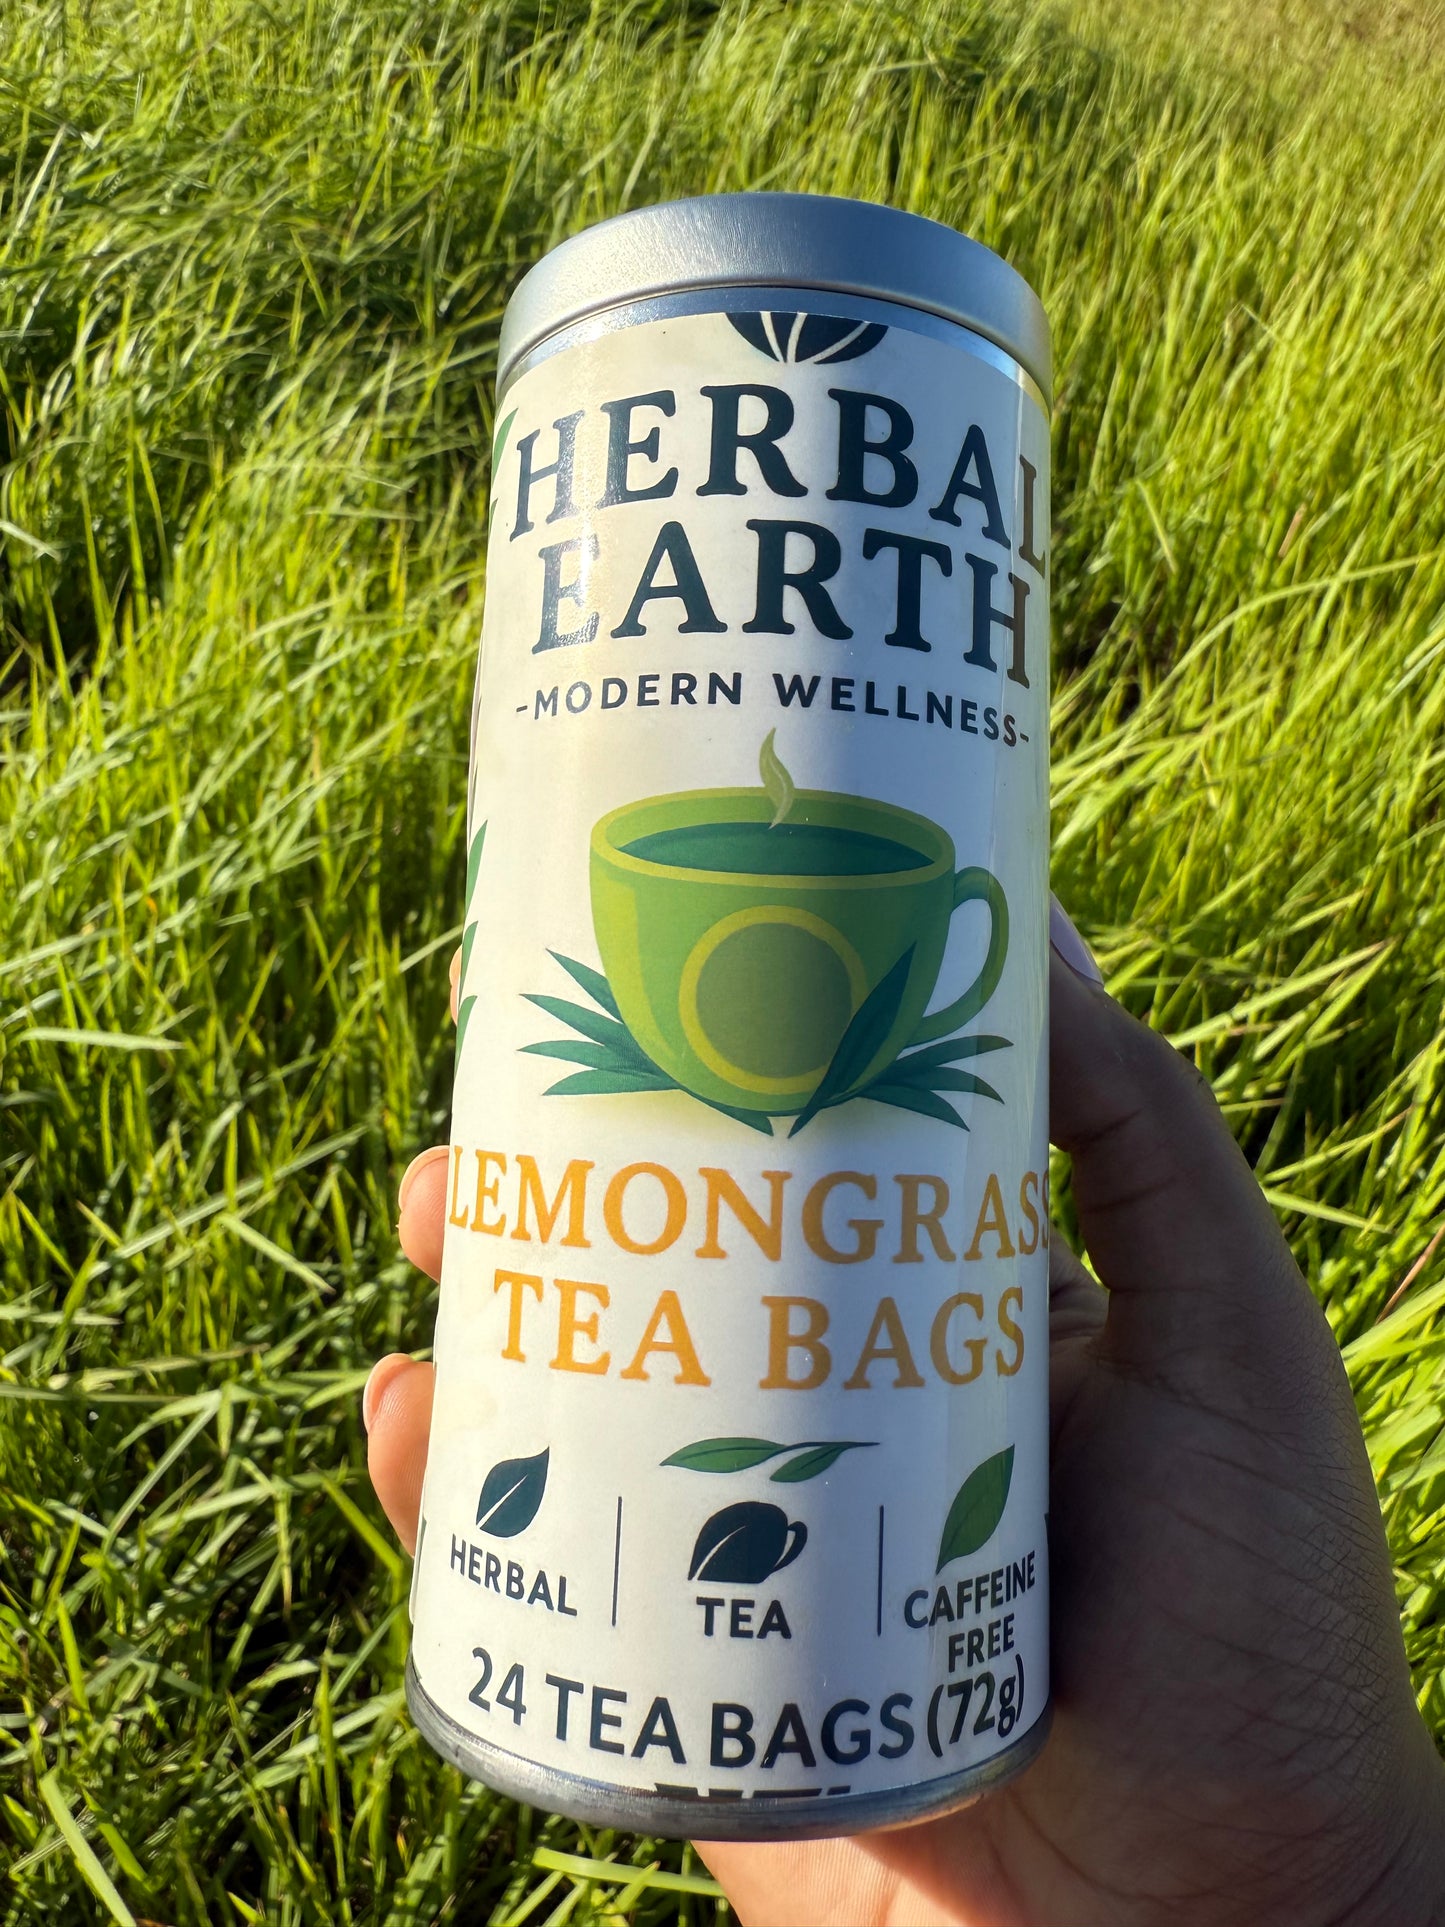 HERBAL
EARTH
-MODERN WELLNESS-
LEMONGRASS
TEA BAGS
HERBAL
TEA
CAFFEINE
FREE
24 TEA BAGS (72g)